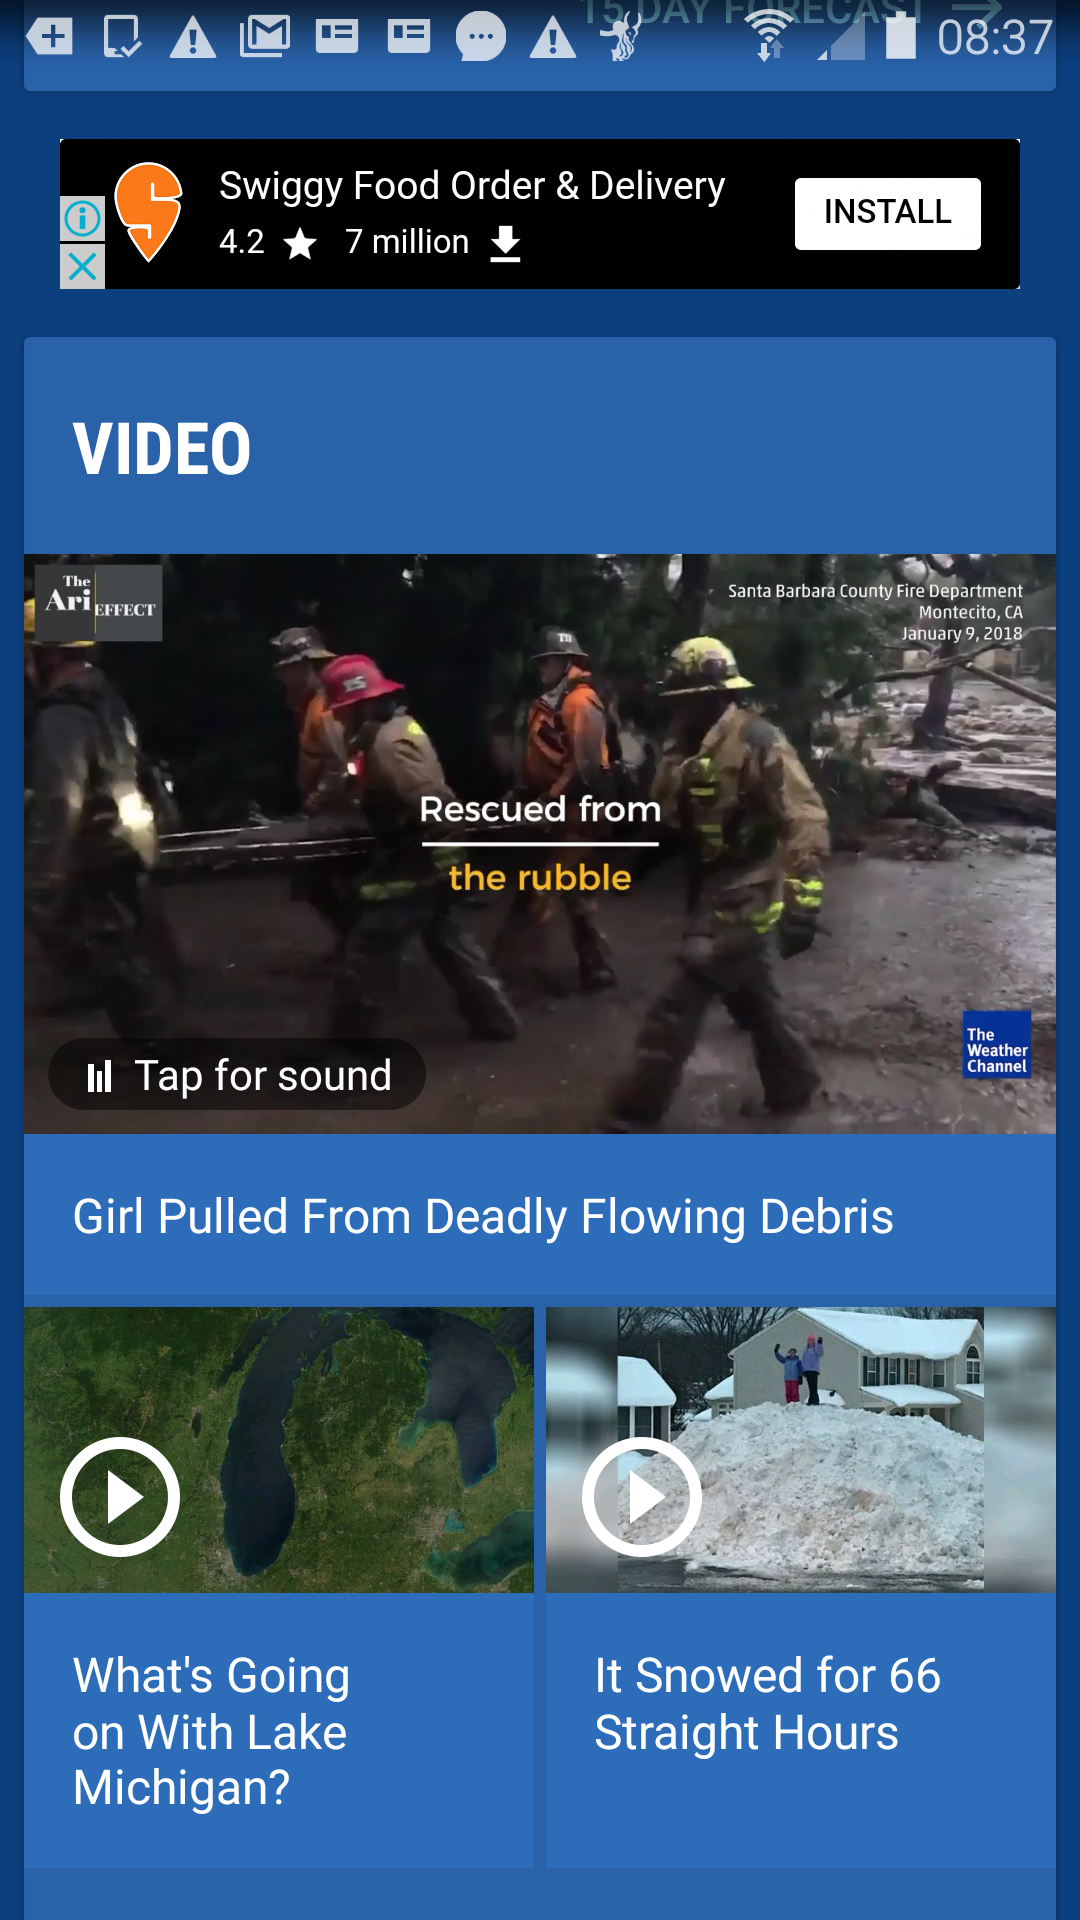 15 DAY FORECAST
08:37
Swiggy Food Order & Delivery
4.2 7 million
INSTALL
VIDEO
The
Ari EFFECT
Santa Barbara County Fire Department
Montecito, CA
January 9, 2018
Rescued from
the rubble
The
Weather
Channel
Tap for sound
Girl Pulled From Deadly Flowing Debris
What's Going
on With Lake
Michigan?
It Snowed for 66
Straight Hours